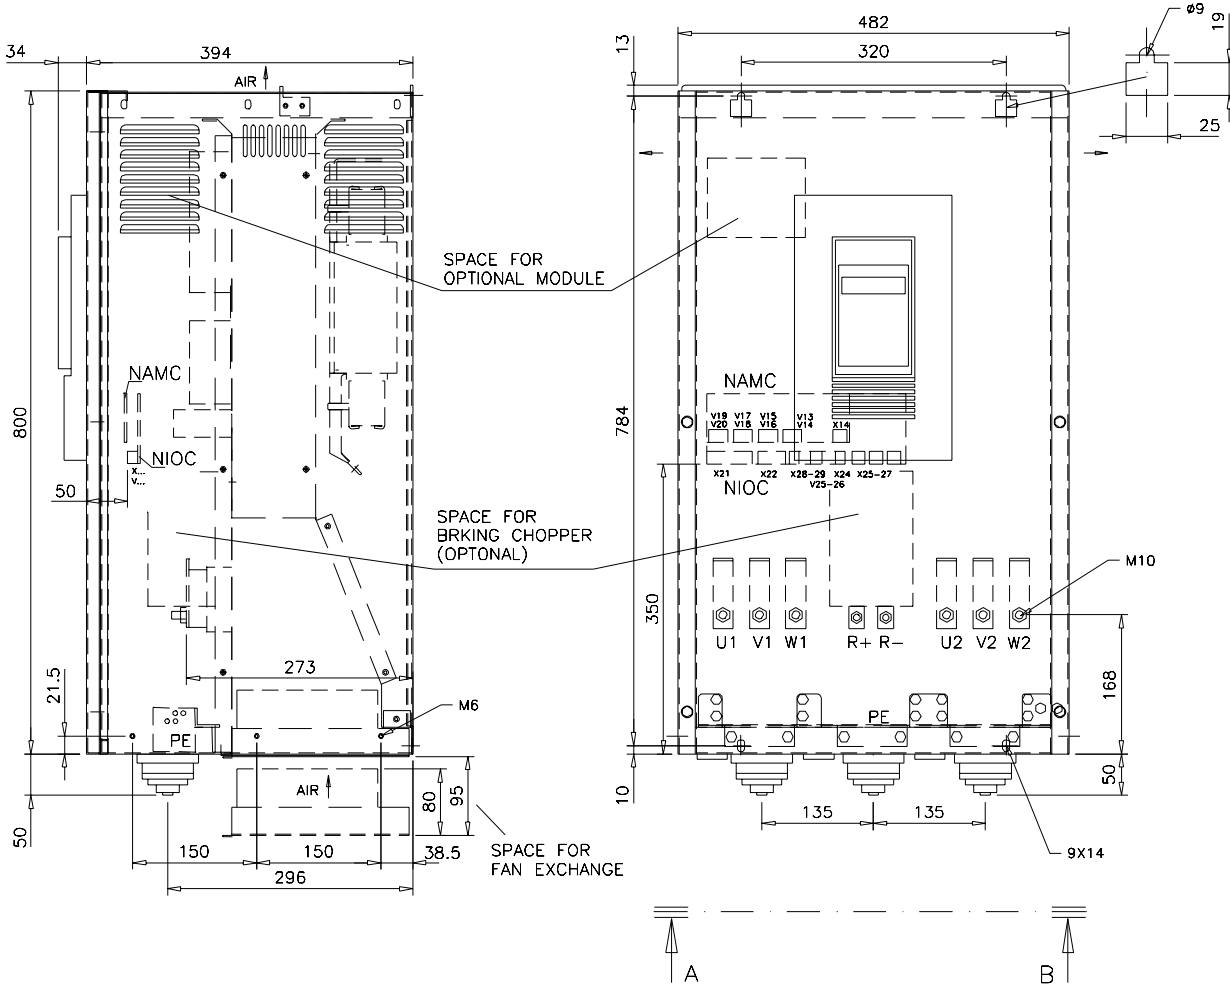 34
394
AIR
13
482
320
ø9
19
25
SPACE FOR
OPTIONAL MODULE
800
784
NAMC
NIOC
X...
V...
50
NAMC
V19 V17 V15 V13
V20 V18 V16 V14 X14
X21 X22 X28-29 X24 X25-27
V25-26
NIOC
SPACE FOR
BRKING CHOPPER
(OPTONAL)
350
M10
U1 V1 W1 R+ R- U2 V2 W2
273
21.5
M6
168
PE
PE
AIR
80
95
50
10
50
135
135
150
150
38.5
296
SPACE FOR
FAN EXCHANGE
9X14
A
B